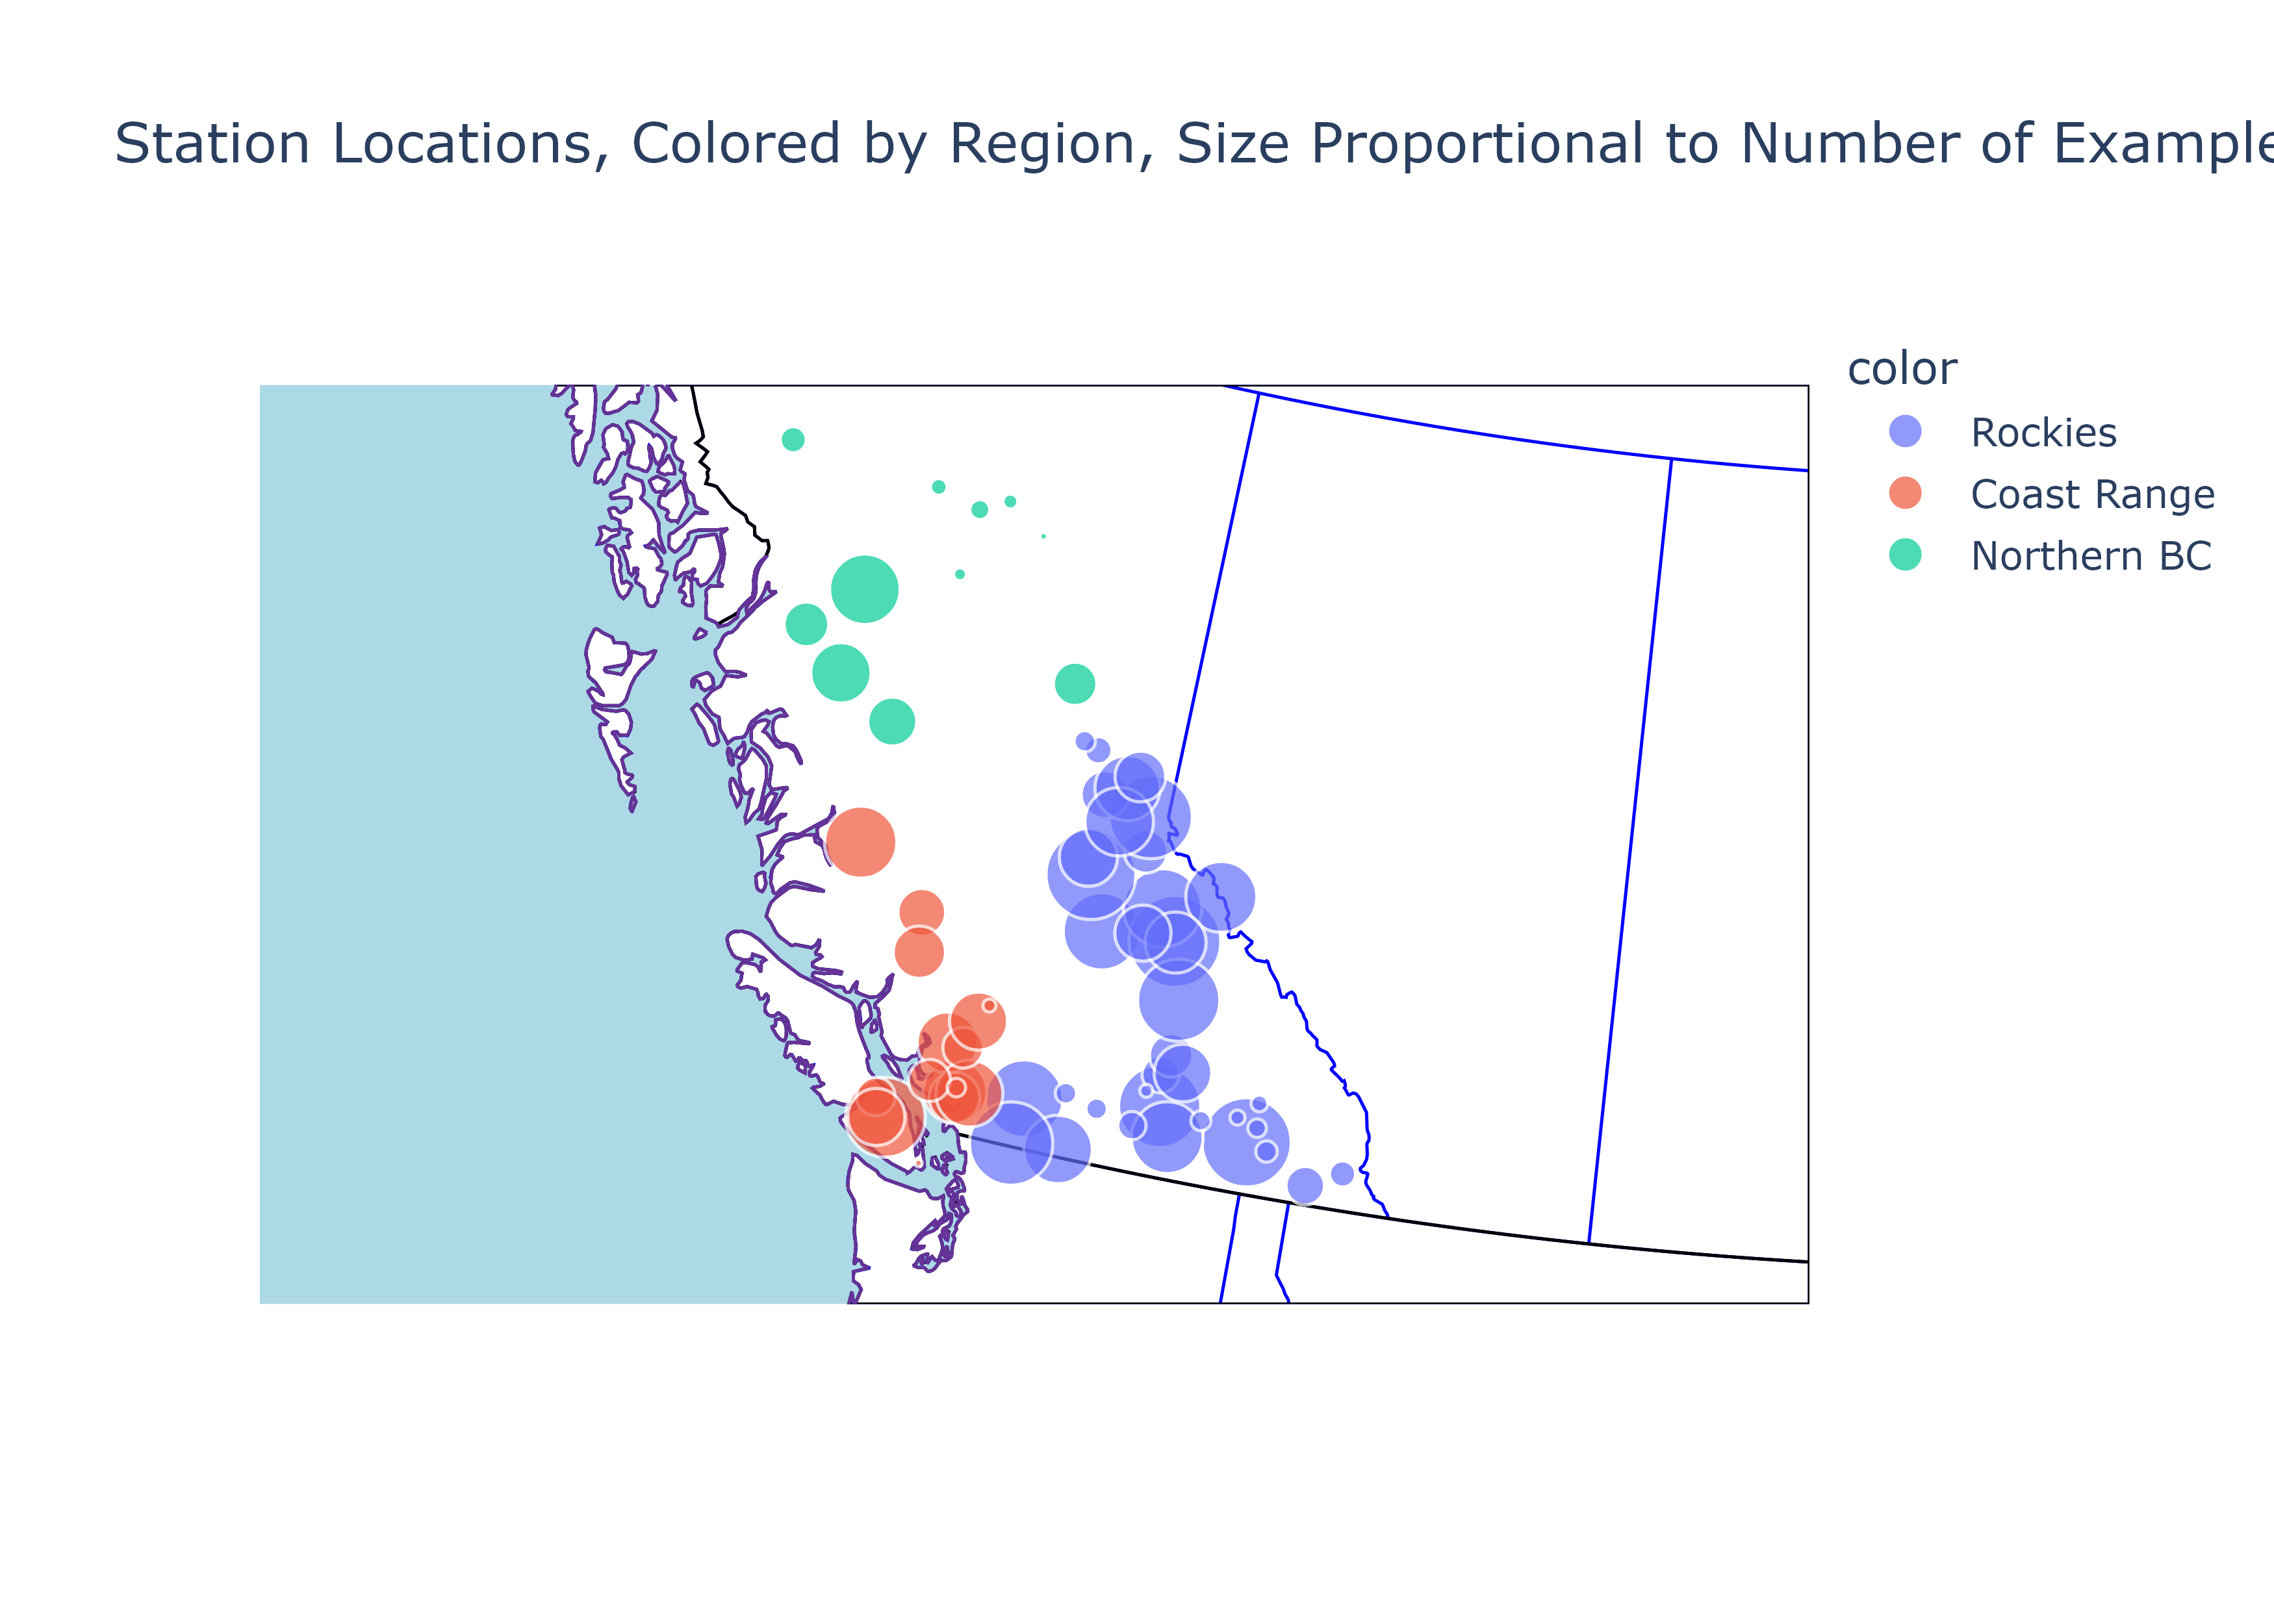 Station Locations, Colored by Region, Size Proportional to Number of Example
color
Rockies
Coast Range
Northern BC